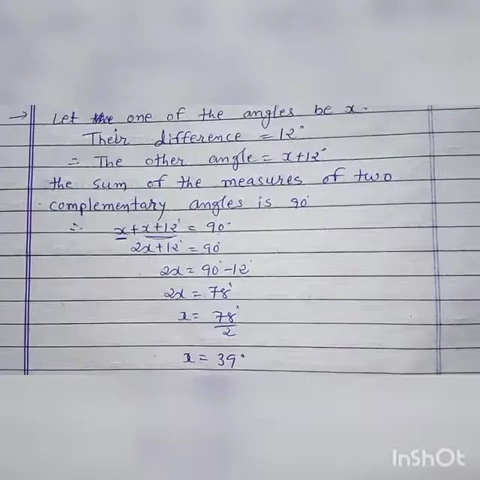 → Let the one of the angles be x.
Their difference = 12°
∴ The other angle = x+12°
the sum of the measures of two
complementary angles is 90°
∴ x + x+12° = 90°
2x+12° = 90°
2x = 90°-12°
2x = 78°
x = 78°/2
x = 39°
InShOt